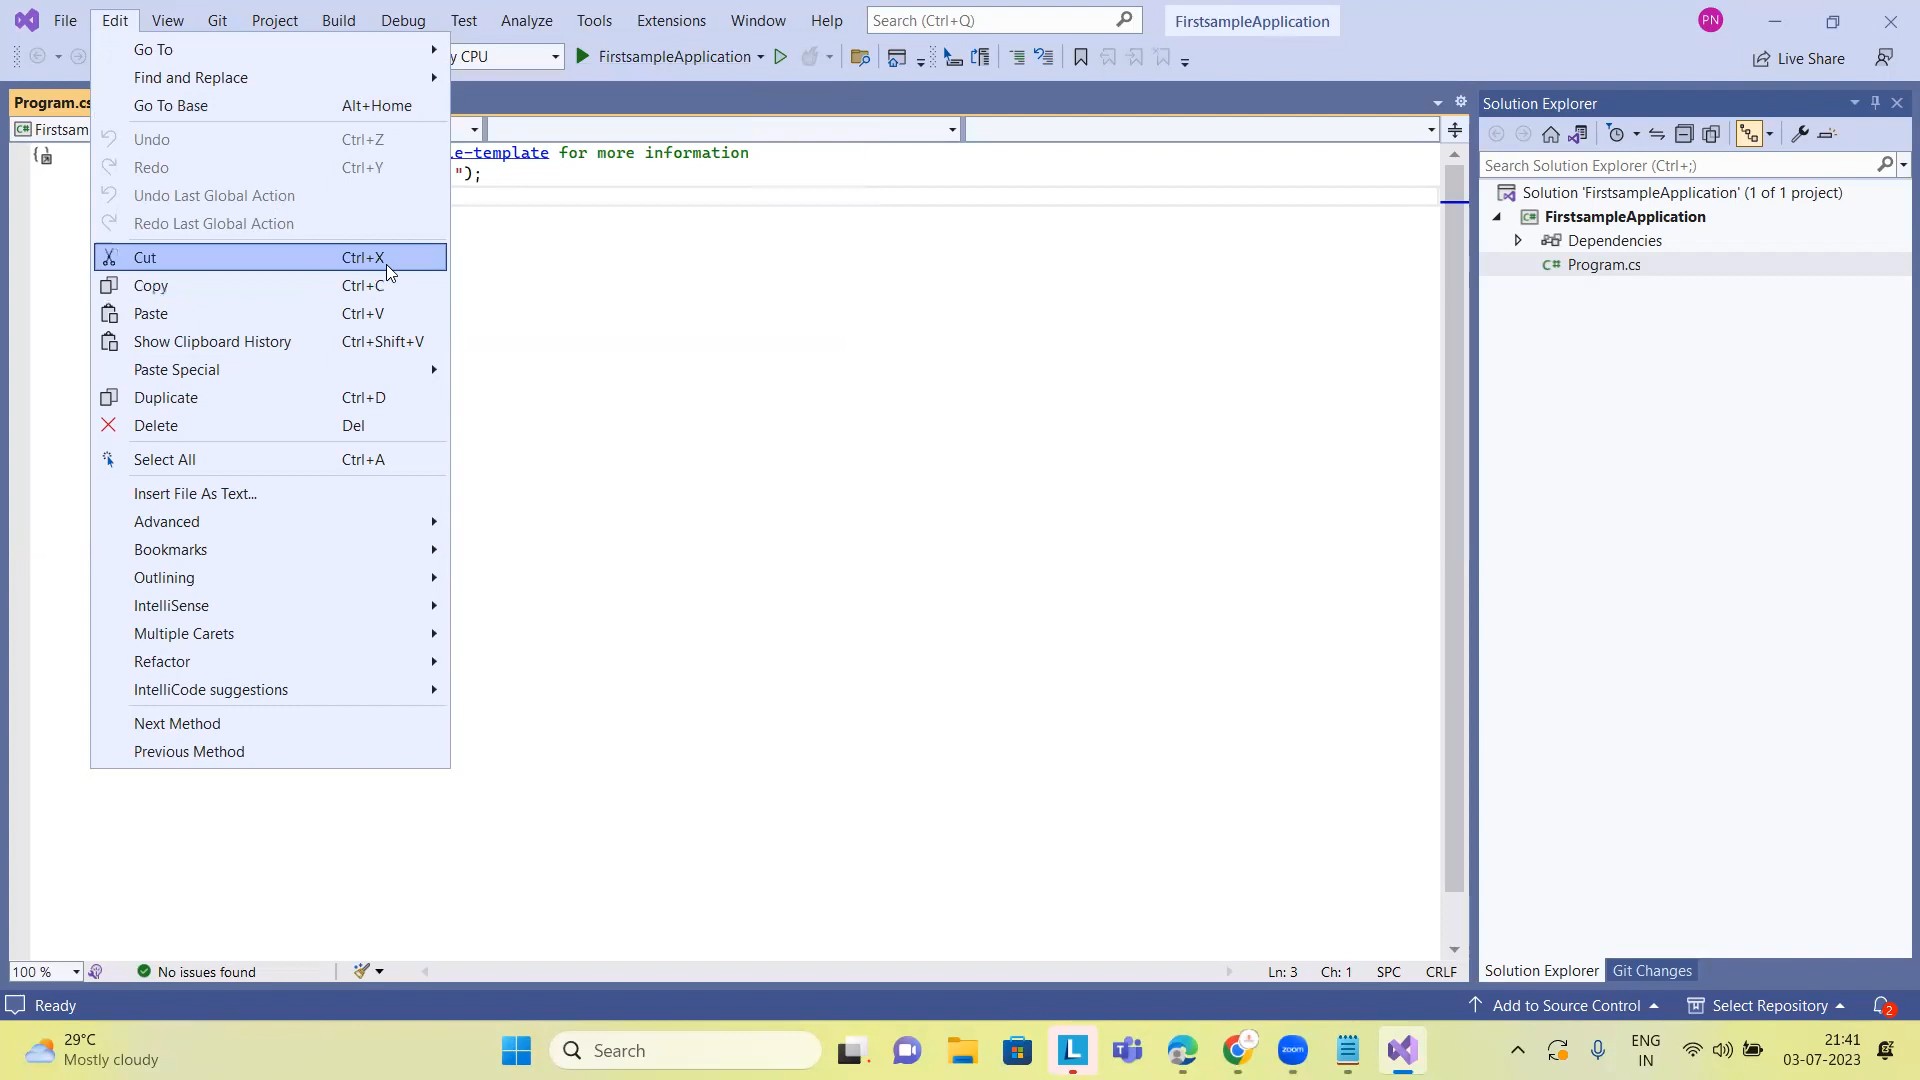 File Edit View Git Project Build Debug Test Analyze Tools Extensions Window Help Search (Ctrl+Q) FirstsampleApplication PN
y CPU FirstsampleApplication Live Share
Program.cs
Firstsam
le-template for more information
");
Go To
Find and Replace
Go To Base Alt+Home
Undo Ctrl+Z
Redo Ctrl+Y
Undo Last Global Action
Redo Last Global Action
Cut Ctrl+X
Copy Ctrl+C
Paste Ctrl+V
Show Clipboard History Ctrl+Shift+V
Paste Special
Duplicate Ctrl+D
Delete Del
Select All Ctrl+A
Insert File As Text...
Advanced
Bookmarks
Outlining
IntelliSense
Multiple Carets
Refactor
IntelliCode suggestions
Next Method
Previous Method
Solution Explorer
Search Solution Explorer (Ctrl+;)
Solution 'FirstsampleApplication' (1 of 1 project)
FirstsampleApplication
Dependencies
C# Program.cs
100 % No issues found Ln: 3 Ch: 1 SPC CRLF
Solution Explorer Git Changes
Ready Add to Source Control Select Repository 2
29°C
Mostly cloudy
Search
zoom
ENG
IN
21:41
03-07-2023